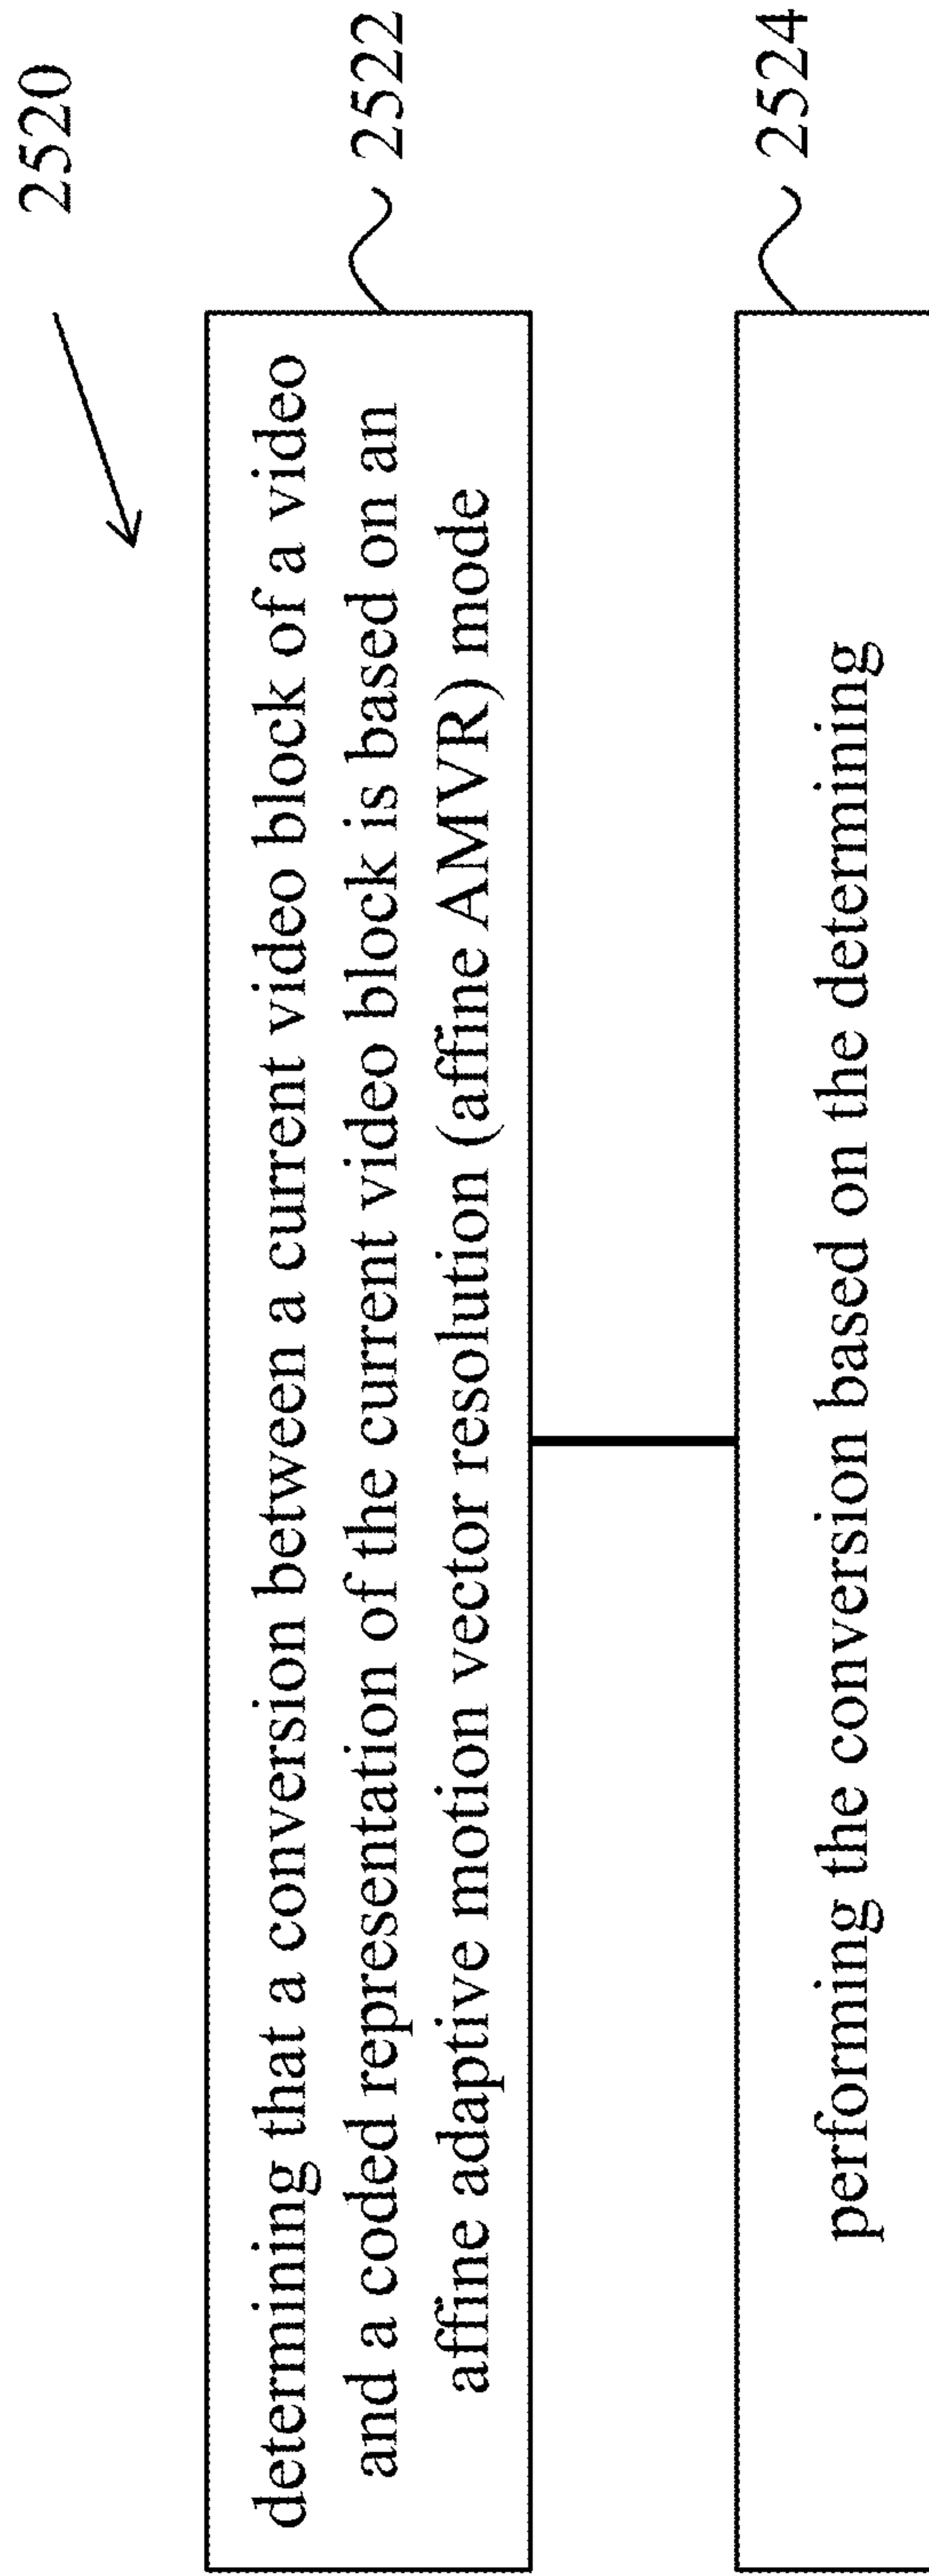 2520
determining that a conversion between a current video block of a video
and a coded representation of the current video block is based on an
affine adaptive motion vector resolution (affine AMVR) mode
2522
performing the conversion based on the determining
2524